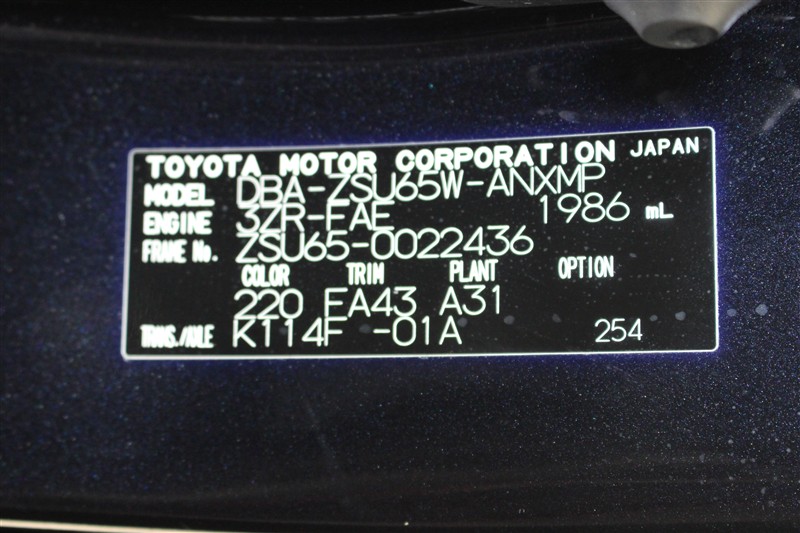 TOYOTA MOTOR CORPORATION JAPAN
MODEL DBA-ZSU65W-ANXMP
ENGINE 3ZR-FAE 1986 mL
FRAME No. ZSU65-0022436
COLOR TRIM PLANT OPTION
220 FA43 A31
TRANS./AXLE K114F -01A 254